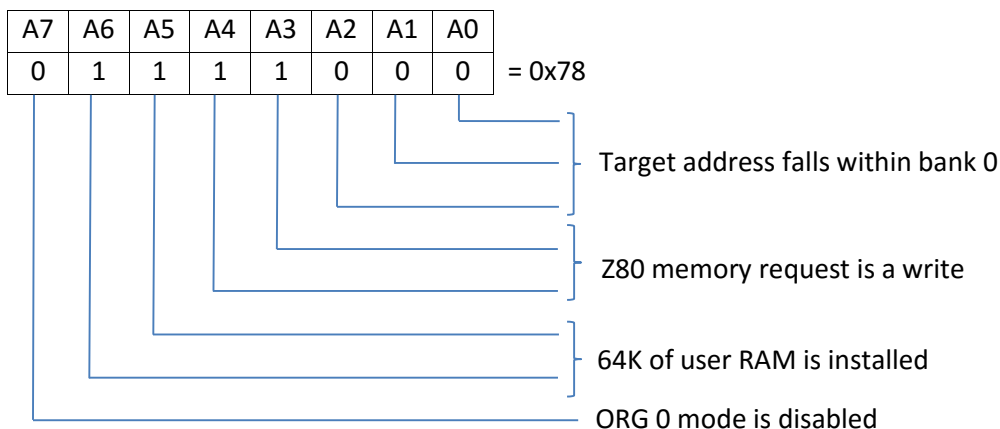 A7 A6 A5 A4 A3 A2 A1 A0
0 1 1 1 1 0 0 0 = 0x78
Target address falls within bank 0
Z80 memory request is a write
64K of user RAM is installed
ORG 0 mode is disabled